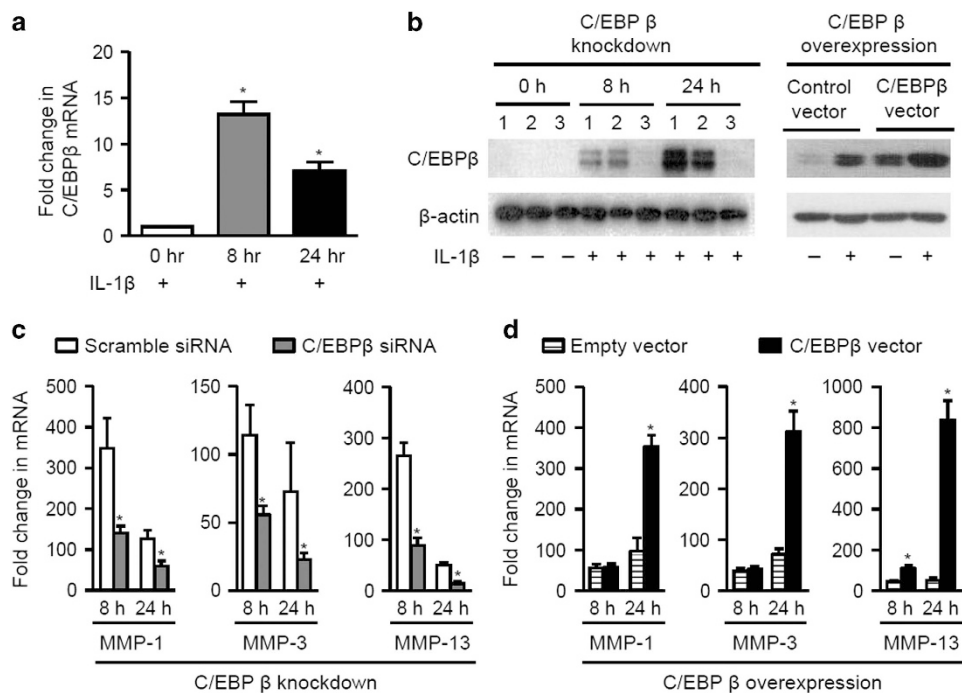 a
Fold change in
C/EBPβ mRNA
20
15
10
5
0
*
*
0 hr 8 hr 24 hr
IL-1β + + +
b
C/EBP β
knockdown
C/EBP β
overexpression
0 h 8 h 24 h
Control
vector
C/EBPβ
vector
1 2 3 1 2 3 1 2 3
C/EBPβ
β-actin
IL-1β – – – + + + + + + – + – +
c
Scramble siRNA C/EBPβ siRNA
Fold change in mRNA
500
400
300
200
100
0
*
*
8 h 24 h
MMP-1
150
100
50
0
*
*
8 h 24 h
MMP-3
400
300
200
100
0
*
*
8 h 24 h
MMP-13
C/EBP β knockdown
d
Empty vector C/EBPβ vector
Fold change in mRNA
500
400
300
200
100
0
*
8 h 24 h
MMP-1
400
300
200
100
0
*
8 h 24 h
MMP-3
1000
800
600
400
200
0
*
*
8 h 24 h
MMP-13
C/EBP β overexpression